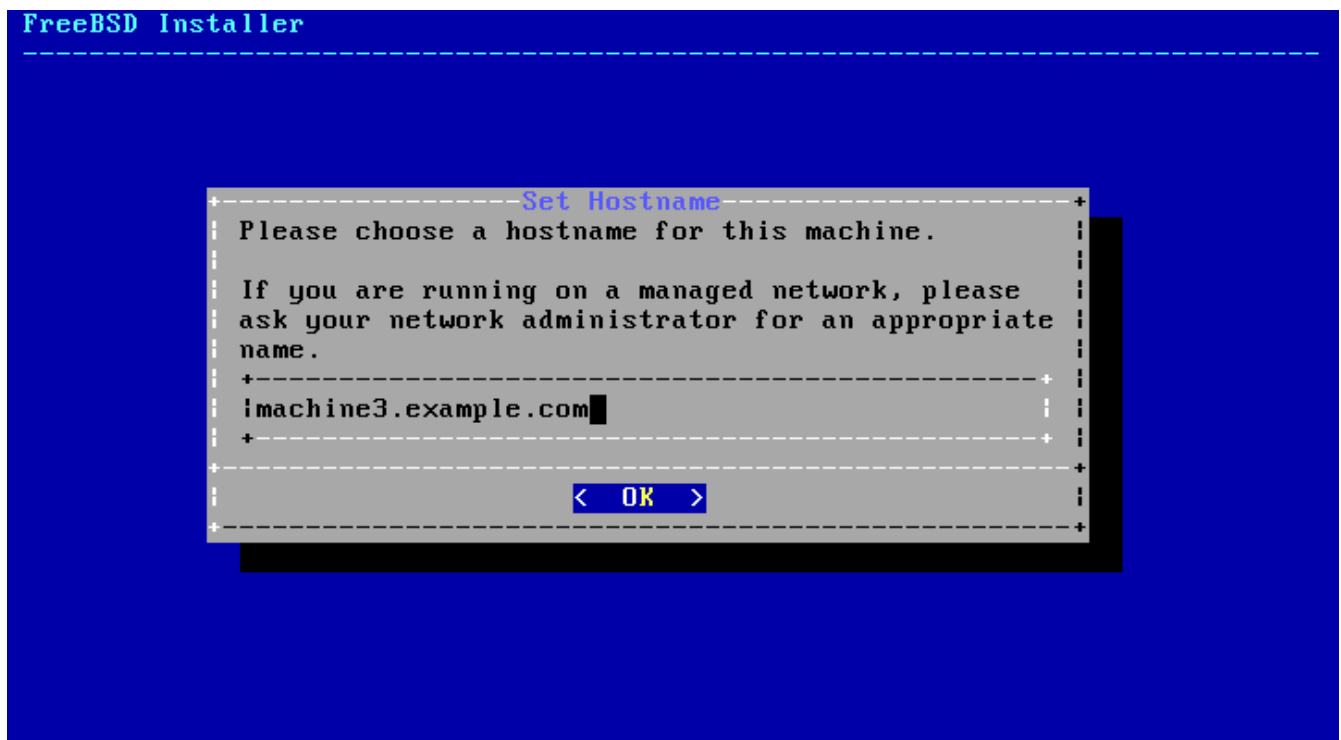 FreeBSD Installer
Set Hostname
Please choose a hostname for this machine.
If you are running on a managed network, please
ask your network administrator for an appropriate
name.
machine3.example.com
< OK >